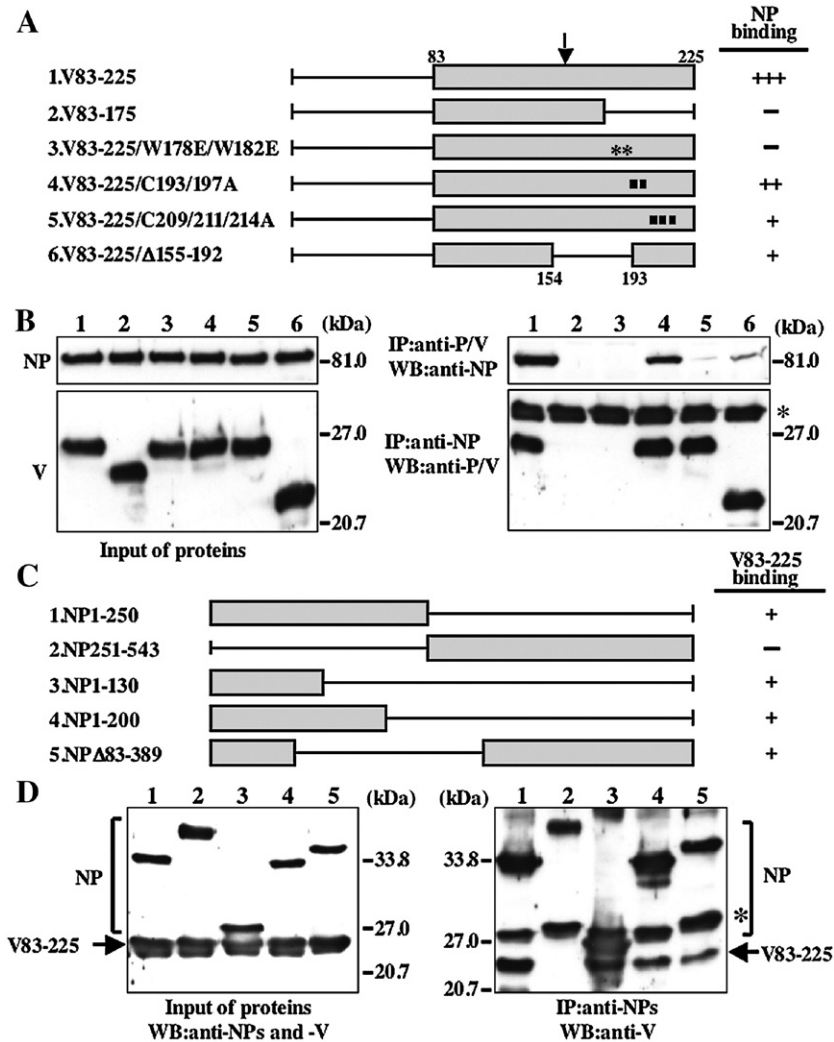 A
NP
binding
83
225
1.V83-225
+++
2.V83-175
−
3.V83-225/W178E/W182E
**
−
4.V83-225/C193/197A
++
5.V83-225/C209/211/214A
+
6.V83-225/Δ155-192
+
154
193
B
1 2 3 4 5 6 (kDa)
NP
-81.0
V
-27.0
-20.7
Input of proteins
1 2 3 4 5 6 (kDa)
IP:anti-P/V
WB:anti-NP
-81.0
*
-27.0
IP:anti-NP
WB:anti-P/V
-20.7
C
V83-225
binding
1.NP1-250
+
2.NP251-543
−
3.NP1-130
+
4.NP1-200
+
5.NPΔ83-389
+
D
1 2 3 4 5 (kDa)
NP
-33.8
-27.0
V83-225
-20.7
Input of proteins
WB:anti-NPs and -V
(kDa) 1 2 3 4 5
33.8-
NP
*
27.0-
V83-225
20.7-
IP:anti-NPs
WB:anti-V